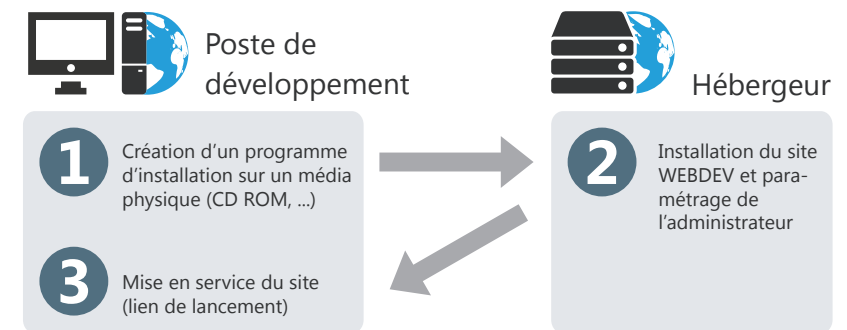 Poste de
développement
1
Création d'un programme
d'installation sur un média
physique (CD ROM, ...)
3
Mise en service du site
(lien de lancement)
Hébergeur
2
Installation du site
WEBDEV et para-
métrage de
l'administrateur